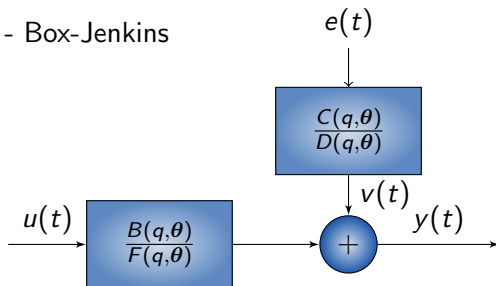 - Box-Jenkins
e(t)
C(q,θ)
D(q,θ)
v(t)
u(t)
B(q,θ)
F(q,θ)
+
y(t)